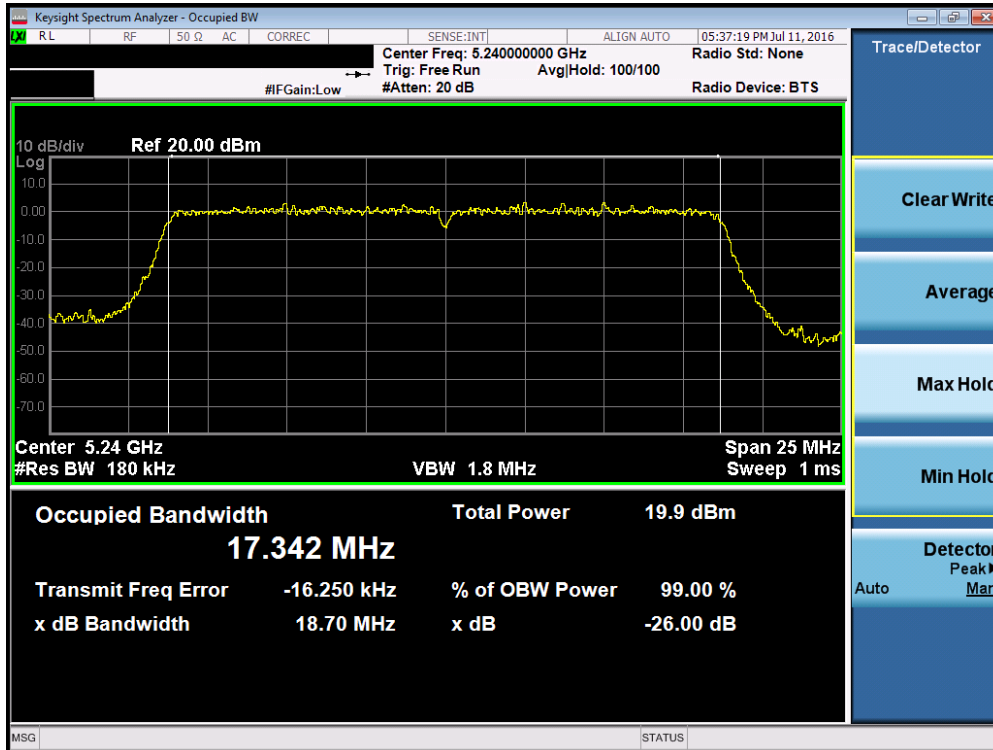 Keysight Spectrum Analyzer - Occupied BW
LXI RL RF 50 Ω AC CORREC SENSE:INT ALIGN AUTO 05:37:19 PM Jul 11, 2016
Center Freq: 5.240000000 GHz Radio Std: None
Trig: Free Run Avg|Hold: 100/100
#IFGain:Low #Atten: 20 dB Radio Device: BTS
10 dB/div Ref 20.00 dBm
Log
10.0
0.00
-10.0
-20.0
-30.0
-40.0
-50.0
-60.0
-70.0
Center 5.24 GHz Span 25 MHz
#Res BW 180 kHz VBW 1.8 MHz Sweep 1 ms
Occupied Bandwidth Total Power 19.9 dBm
17.342 MHz
Transmit Freq Error -16.250 kHz % of OBW Power 99.00 %
x dB Bandwidth 18.70 MHz x dB -26.00 dB
MSG STATUS
Trace/Detector
Clear Write
Average
Max Hold
Min Hold
Detector
Peak
Auto Man